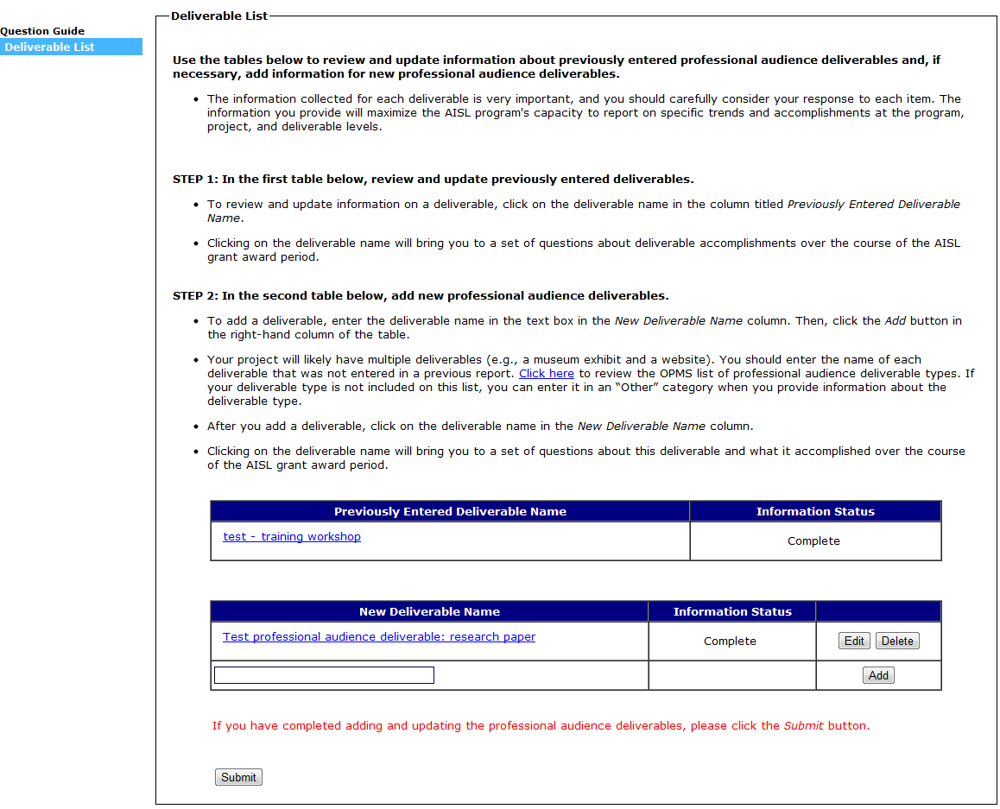 Deliverable List
Question Guide
Deliverable List
Use the tables below to review and update information about previously entered professional audience deliverables and, if
necessary, add information for new professional audience deliverables.
• The information collected for each deliverable is very important, and you should carefully consider your response to each item. The
information you provide will maximize the AISL program's capacity to report on specific trends and accomplishments at the program,
project, and deliverable levels.
STEP 1: In the first table below, review and update previously entered deliverables.
• To review and update information on a deliverable, click on the deliverable name in the column titled Previously Entered Deliverable
Name.
• Clicking on the deliverable name will bring you to a set of questions about deliverable accomplishments over the course of the AISL
grant award period.
STEP 2: In the second table below, add new professional audience deliverables.
• To add a deliverable, enter the deliverable name in the text box in the New Deliverable Name column. Then, click the Add button in
the right-hand column of the table.
• Your project will likely have multiple deliverables (e.g., a museum exhibit and a website). You should enter the name of each
deliverable that was not entered in a previous report. Click here to review the OPMS list of professional audience deliverable types. If
your deliverable type is not included on this list, you can enter it in an “Other” category when you provide information about the
deliverable type.
• After you add a deliverable, click on the deliverable name in the New Deliverable Name column.
• Clicking on the deliverable name will bring you to a set of questions about this deliverable and what it accomplished over the course
of the AISL grant award period.
Previously Entered Deliverable Name Information Status
test - training workshop Complete
New Deliverable Name Information Status
Test professional audience deliverable: research paper Complete Edit Delete
Add
If you have completed adding and updating the professional audience deliverables, please click the Submit button.
Submit